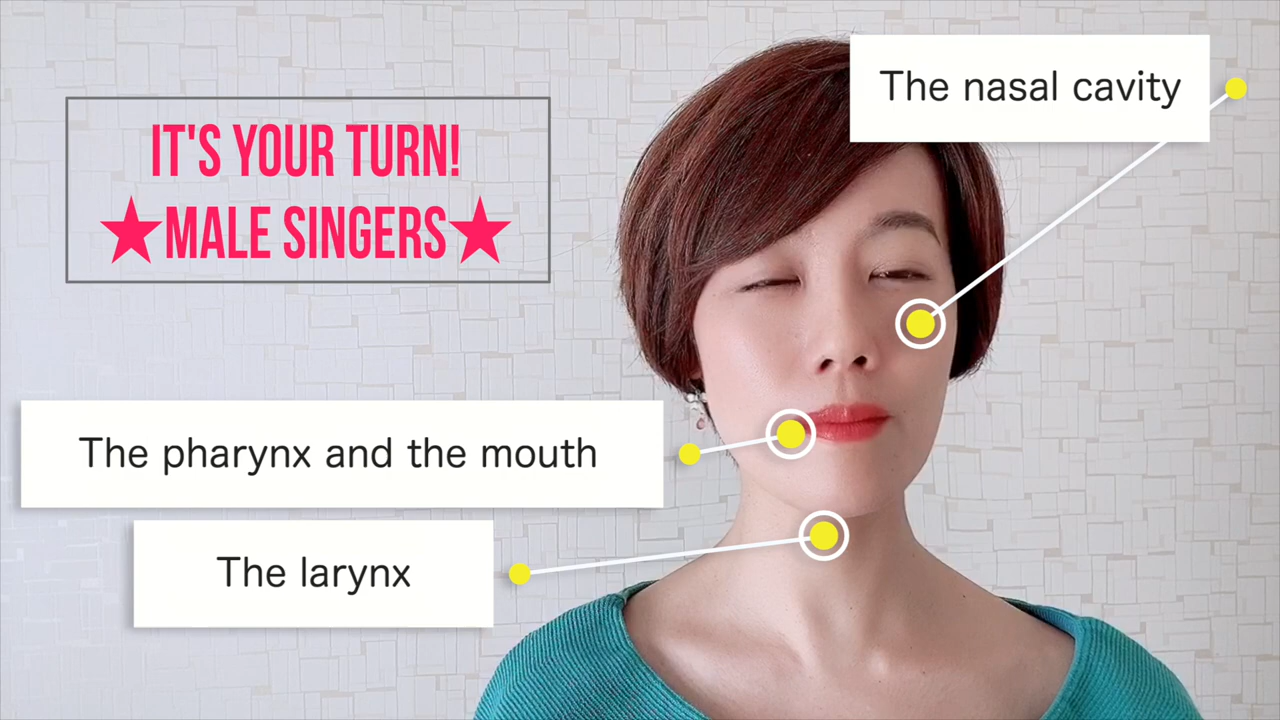 IT'S YOUR TURN!
★MALE SINGERS★
The nasal cavity
The pharynx and the mouth
The larynx